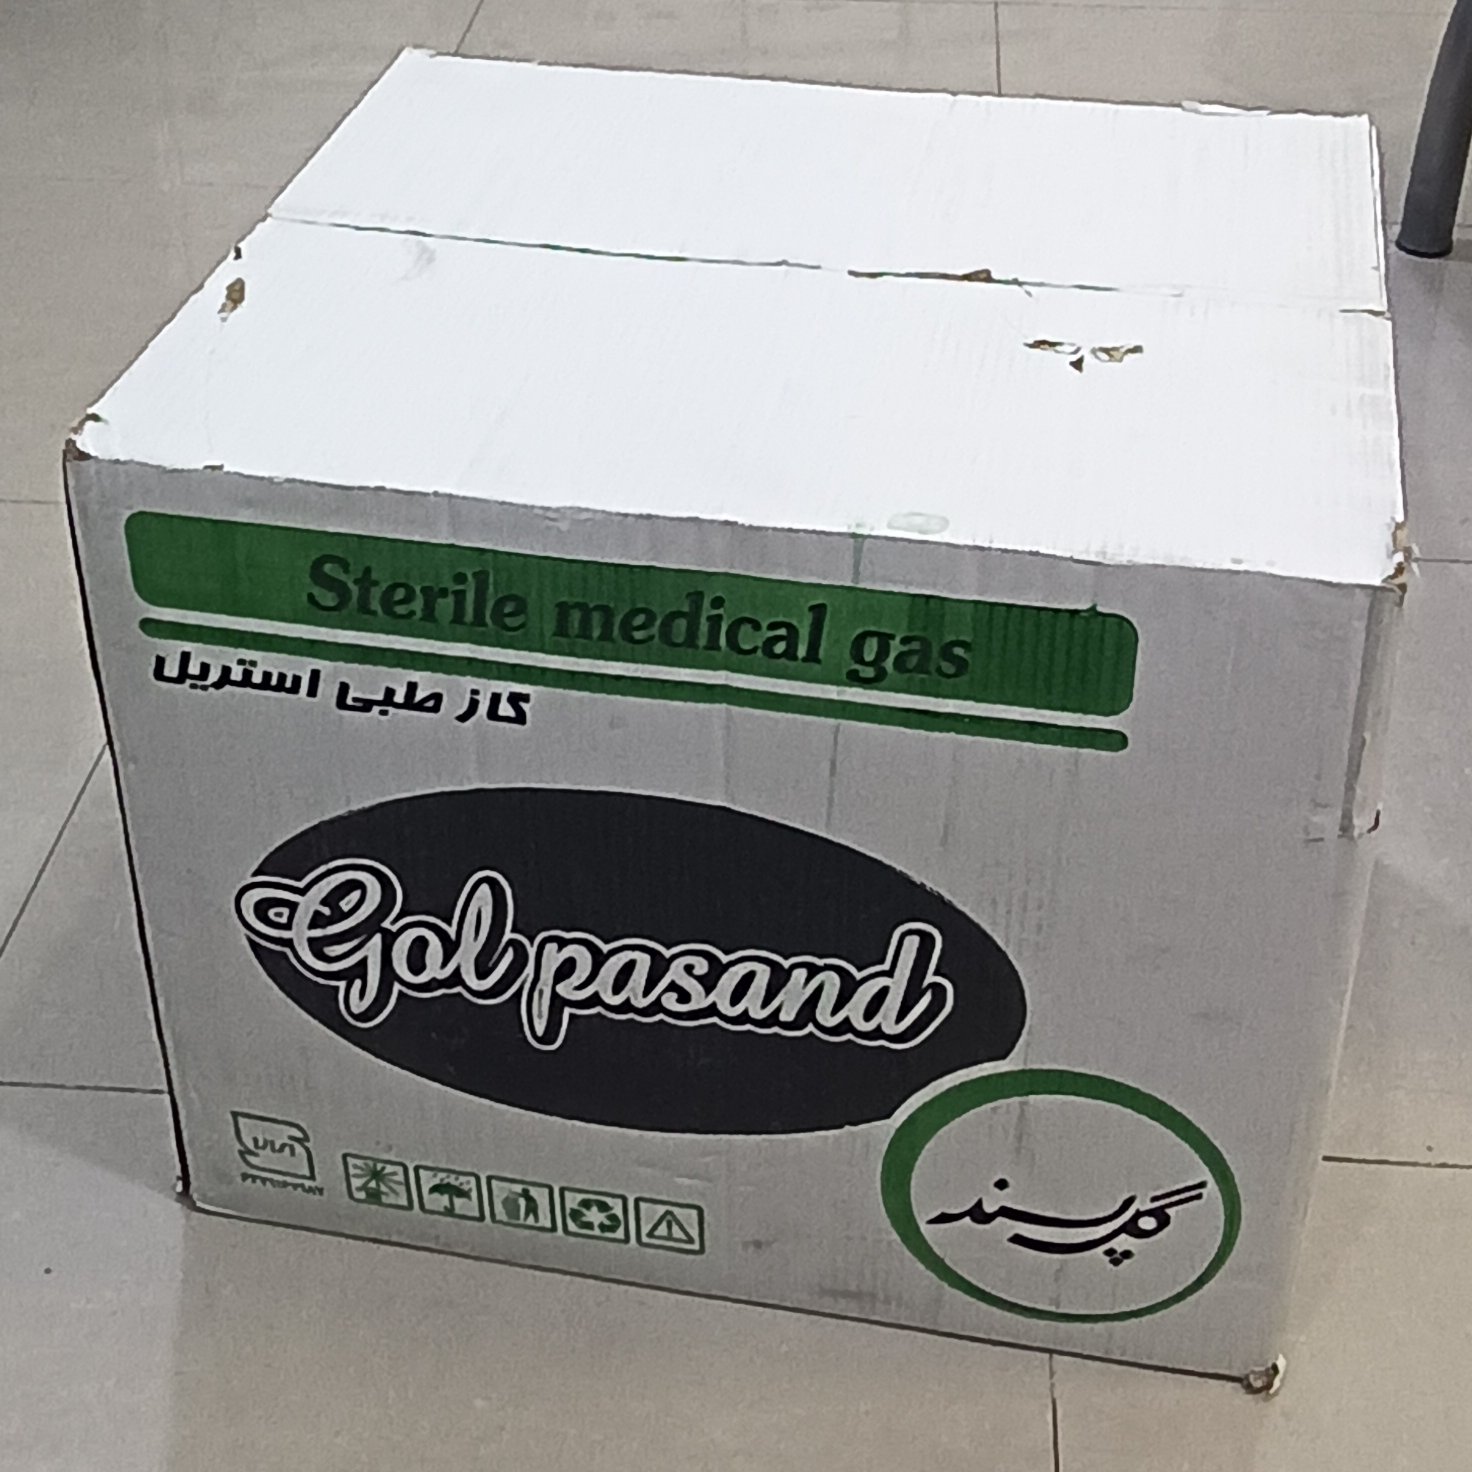 Sterile medical gas
گاز طبی استریل
Gol pasand
گل پسند